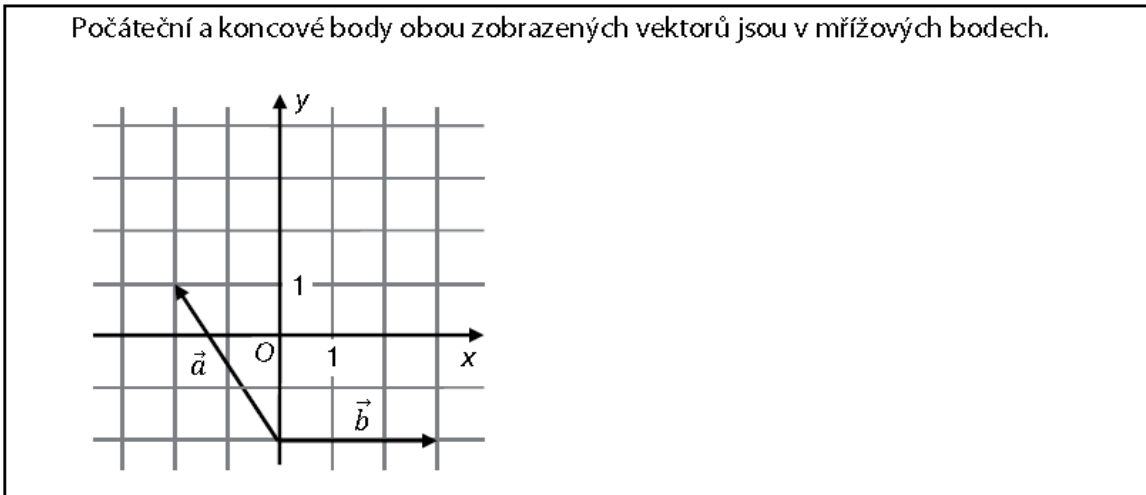 Počáteční a koncové body obou zobrazených vektorů jsou v mřížových bodech.
y
1
O
1
x
a⃗
b⃗